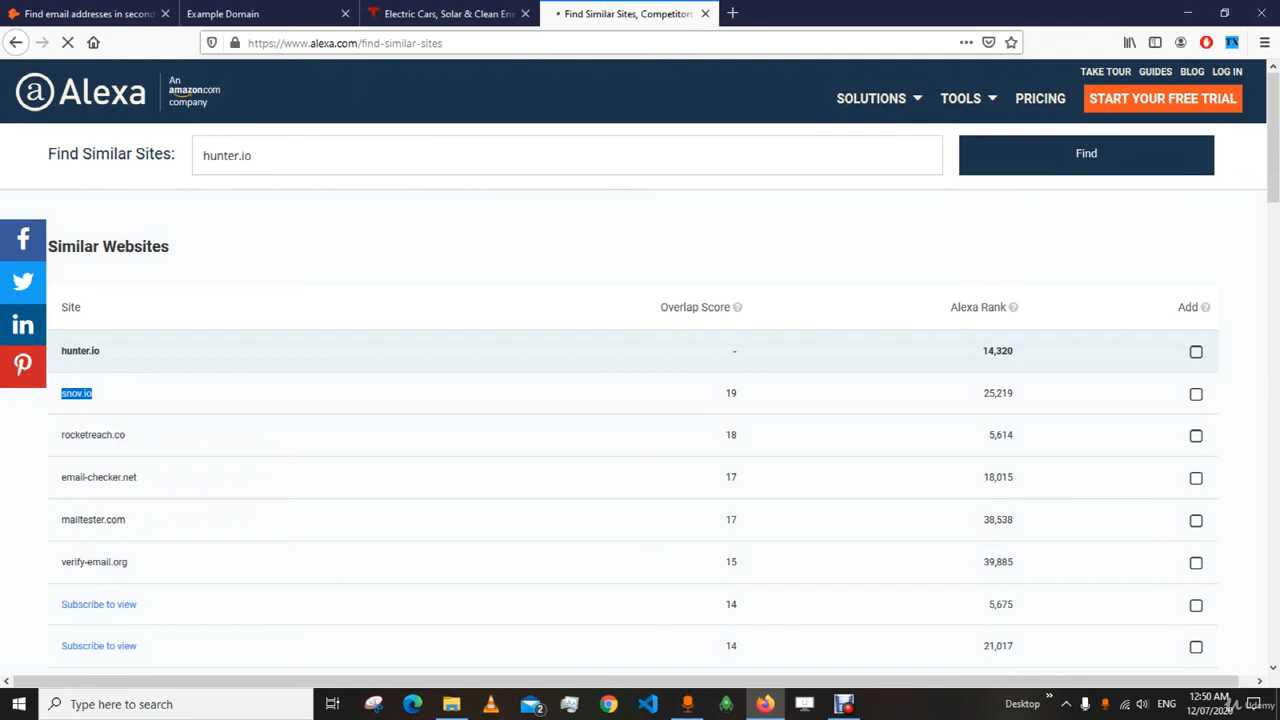 Find email addresses in second
Example Domain
Electric Cars, Solar & Clean Ene
Find Similar Sites, Competitors
https://www.alexa.com/find-similar-sites
TX
TAKE TOUR GUIDES BLOG LOG IN
a Alexa
An amazon.com company
SOLUTIONS TOOLS PRICING START YOUR FREE TRIAL
Find Similar Sites: hunter.io Find
Similar Websites
Site Overlap Score ? Alexa Rank ? Add ?
hunter.io - 14,320
snov.io 19 25,219
rocketreach.co 18 5,614
email-checker.net 17 18,015
mailtester.com 17 38,538
verify-email.org 15 39,885
Subscribe to view 14 5,675
Subscribe to view 14 21,017
Type here to search
2
Desktop
ENG
12:50 AM
12/07/20
Udemy